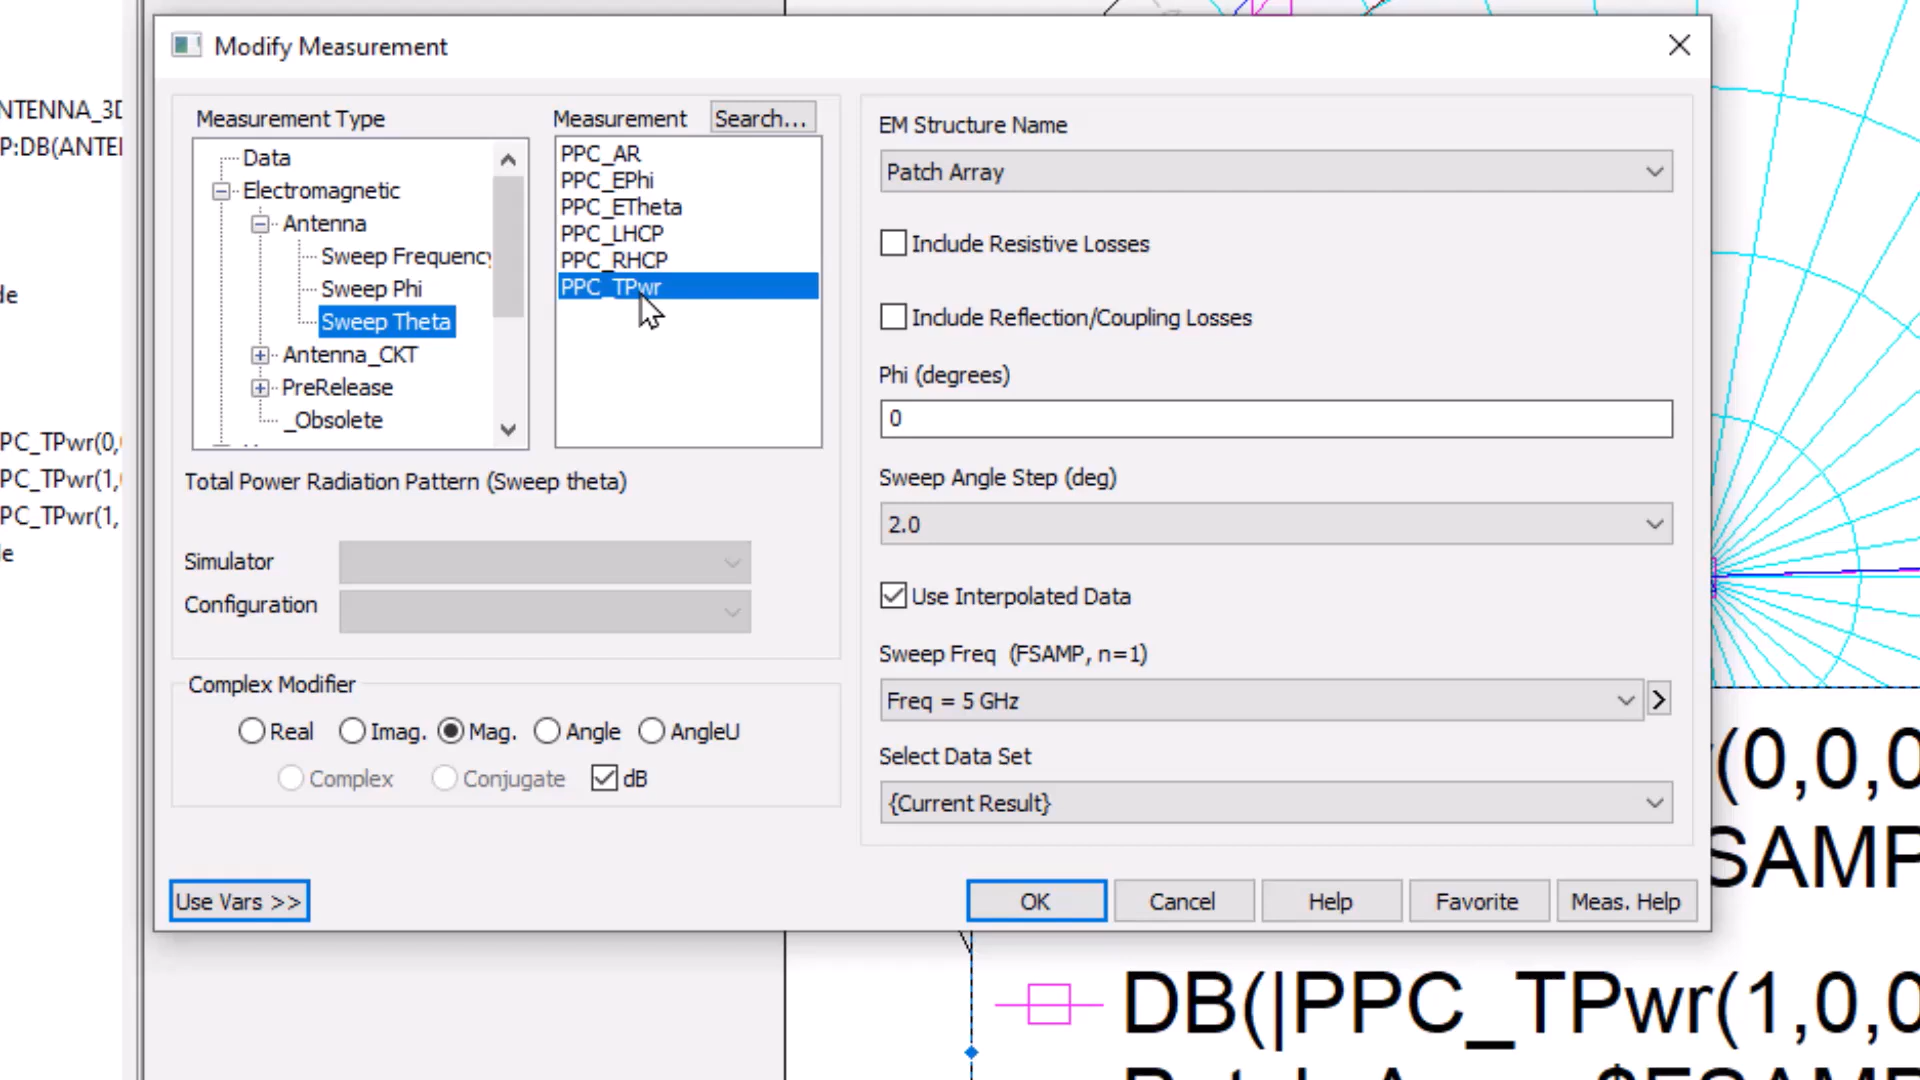 Modify Measurement
NTENNA_3D
P:DB(ANTEI
de
PC_TPwr(0,
PC_TPwr(1,
PC_TPwr(1,
le
Measurement Type
Data
Electromagnetic
Antenna
Sweep Frequency
Sweep Phi
Sweep Theta
Antenna_CKT
PreRelease
_Obsolete
Measurement
Search...
PPC_AR
PPC_EPhi
PPC_ETheta
PPC_LHCP
PPC_RHCP
PPC_TPwr
Total Power Radiation Pattern (Sweep theta)
Simulator
Configuration
Complex Modifier
Real Imag. Mag. Angle AngleU
Complex Conjugate dB
EM Structure Name
Patch Array
Include Resistive Losses
Include Reflection/Coupling Losses
Phi (degrees)
0
Sweep Angle Step (deg)
2.0
Use Interpolated Data
Sweep Freq (FSAMP, n=1)
Freq = 5 GHz
>
Select Data Set
{Current Result}
Use Vars >> OK Cancel Help Favorite Meas. Help
(0,0,0
SAMP
DB(|PPC_TPwr(1,0,0